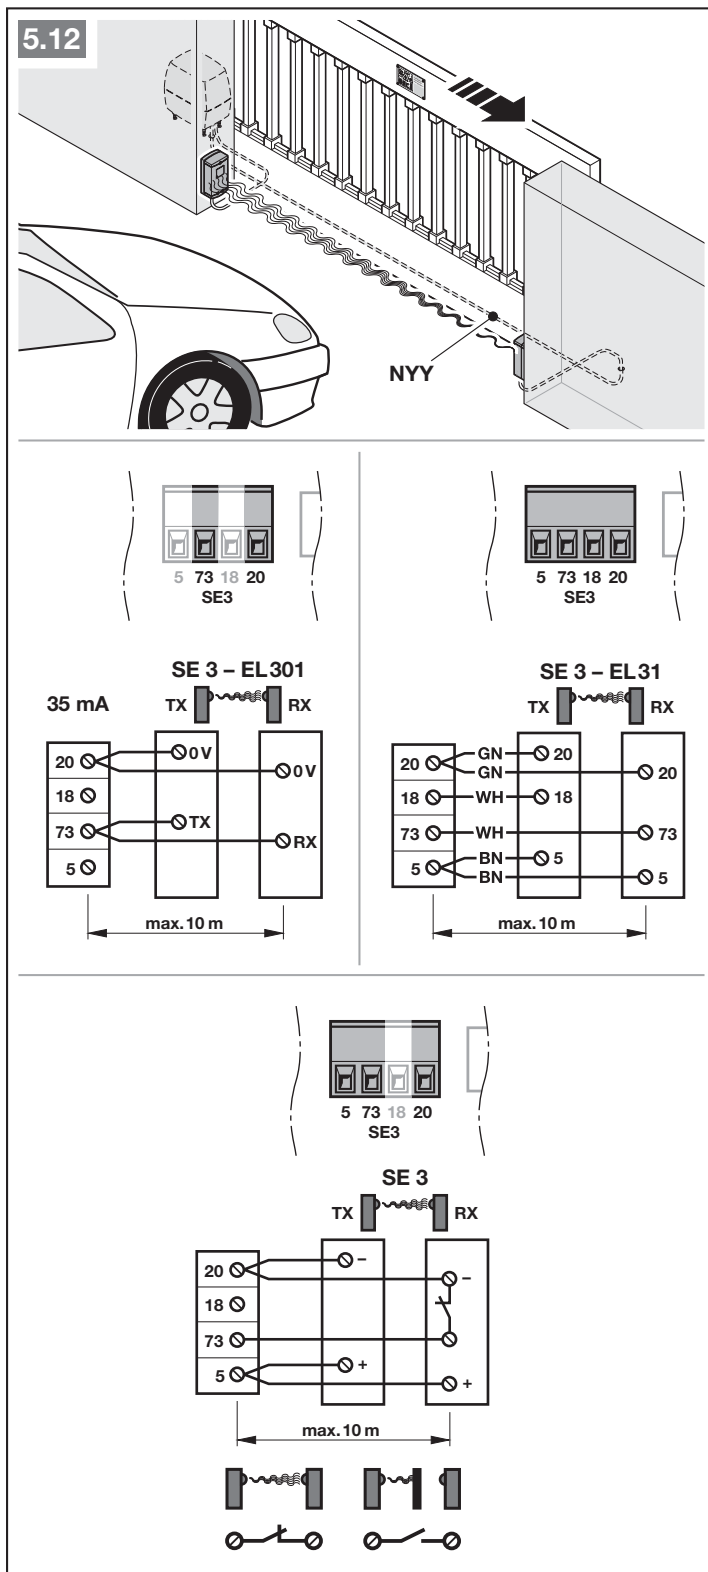 5.12
NYY
5 73 18 20
SE3
SE 3 – EL301
35 mA
TX
RX
20
0 V
0 V
18
73
TX
RX
5
max. 10 m
5 73 18 20
SE3
SE 3 – EL31
TX
RX
20
GN
20
GN
20
18
WH
18
73
WH
73
5
BN
5
BN
5
max. 10 m
5 73 18 20
SE3
SE 3
TX
RX
20
–
–
18
73
5
+
+
max. 10 m